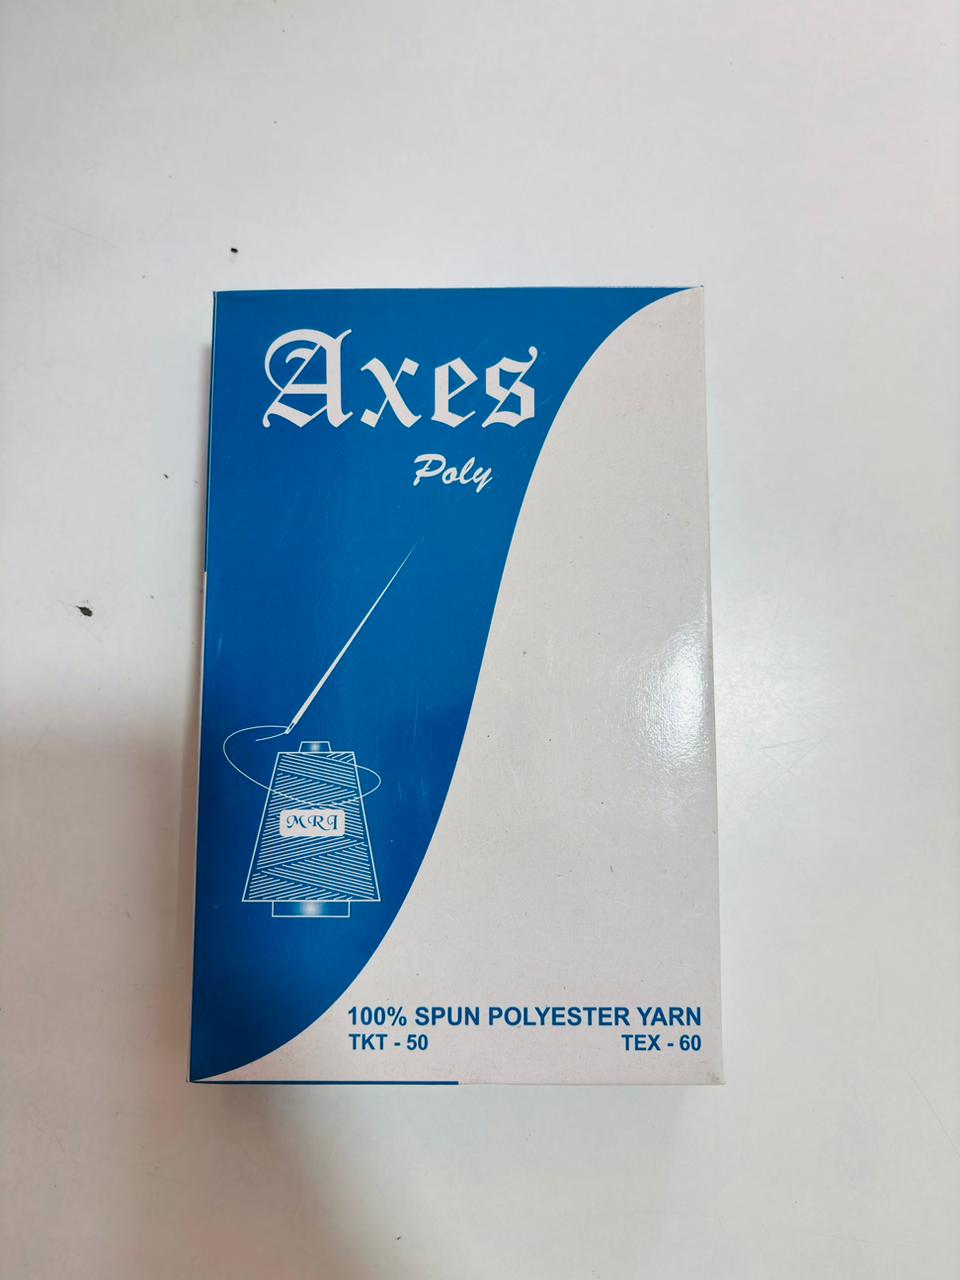 Axes
Poly
MRI
100% SPUN POLYESTER YARN
TKT - 50 TEX - 60